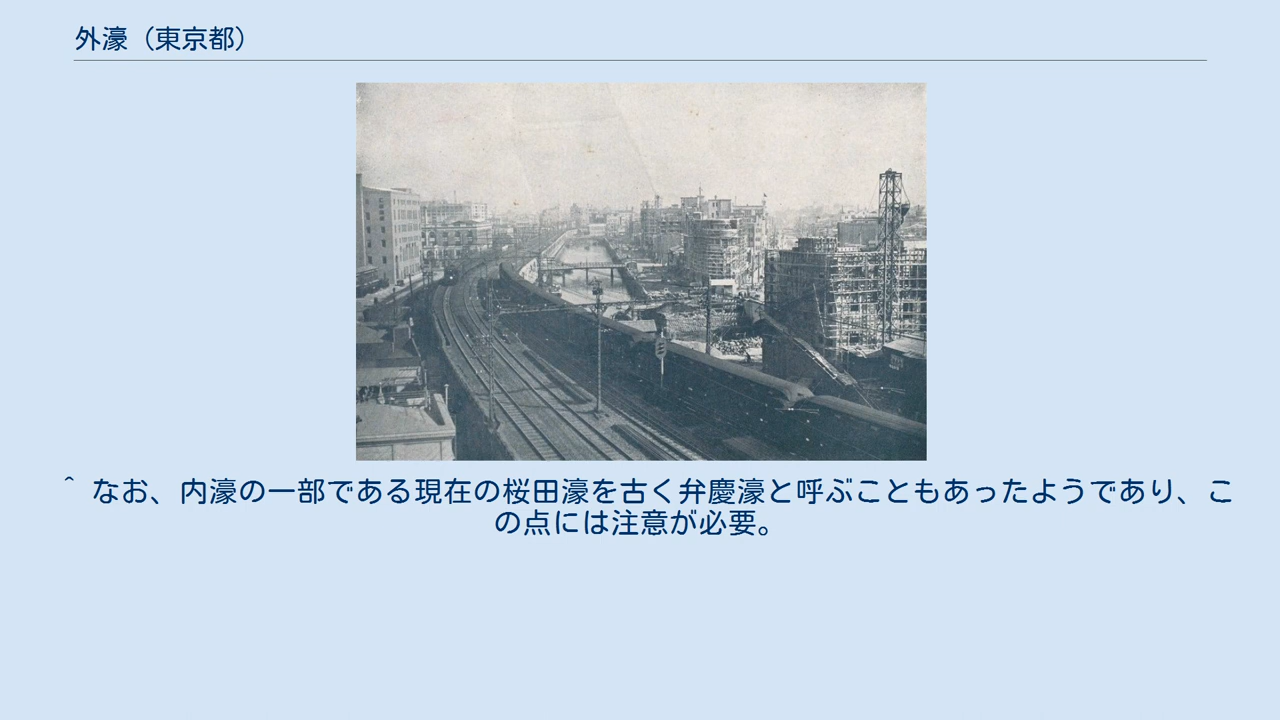 外濠（東京都）
^ なお、内濠の一部である現在の桜田濠を古く弁慶濠と呼ぶこともあったようであり、こ
の点には注意が必要。